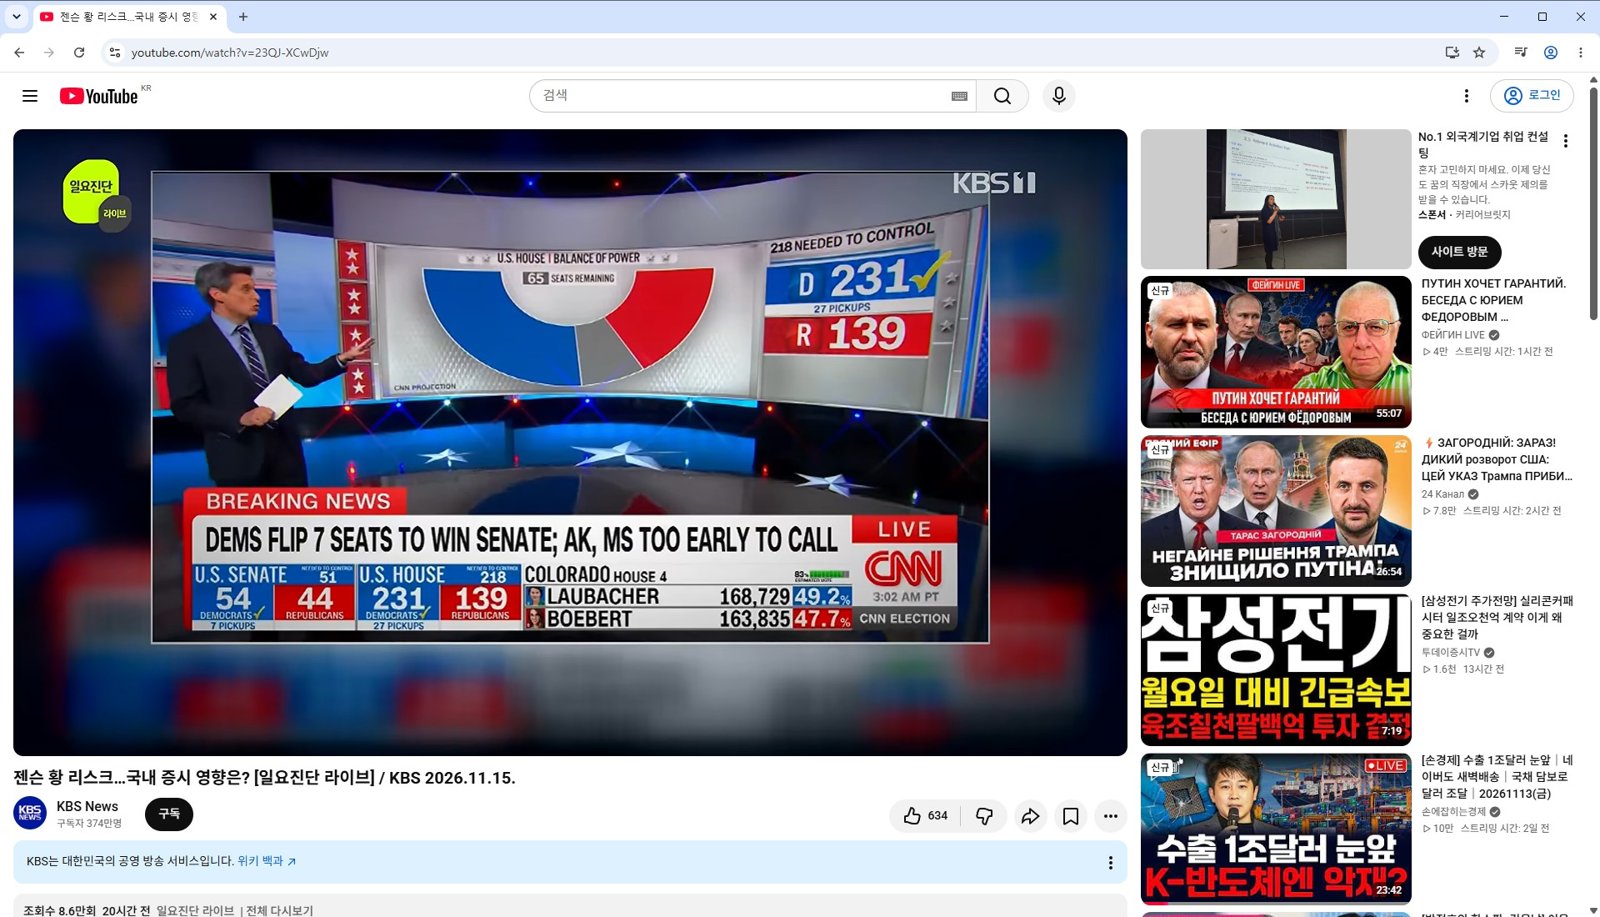 젠슨 황 리스크...국내 증시 영향
youtube.com/watch?v=23QJ-XCwDjw
YouTube KR
검색
로그인
일요진단
라이브
KBS 1
U.S. HOUSE | BALANCE OF POWER
65 SEATS REMAINING
218 NEEDED TO CONTROL
D 231
27 PICKUPS
R 139
CNN PROJECTION
BREAKING NEWS
DEMS FLIP 7 SEATS TO WIN SENATE; AK, MS TOO EARLY TO CALL
LIVE
CNN
3:02 AM PT
CNN ELECTION
U.S. SENATE NEEDED TO CONTROL 51
54 DEMOCRATS 7 PICKUPS
44 REPUBLICANS
U.S. HOUSE NEEDED TO CONTROL 218
231 DEMOCRATS 27 PICKUPS
139 REPUBLICANS
COLORADO HOUSE 4 83% ESTIMATED VOTE
LAUBACHER 168,729 49.2%
BOEBERT 163,835 47.7%
젠슨 황 리스크...국내 증시 영향은? [일요진단 라이브] / KBS 2026.11.15.
KBS NEWS
KBS News
구독자 374만명
구독
634
KBS는 대한민국의 공영 방송 서비스입니다. 위키 백과
조회수 8.6만회 20시간 전 일요진단 라이브 | 전체 다시보기
No.1 외국계기업 취업 컨설
팅
혼자 고민하지 마세요. 이제 당신
도 꿈의 직장에서 스카웃 제의를
받을 수 있습니다.
스폰서 · 커리어브릿지
사이트 방문
신규
ФЕЙГИН LIVE
ПУТИН ХОЧЕТ ГАРАНТИЙ
БЕСЕДА С ЮРИЕМ ФЁДОРОВЫМ
55:07
ПУТИН ХОЧЕТ ГАРАНТИЙ.
БЕСЕДА С ЮРИЕМ
ФЕДОРОВЫМ ...
ФЕЙГИН LIVE
4만 스트리밍 시간: 1시간 전
ПРЯМИЙ ЕФІР
신규
24
ТАРАС ЗАГОРОДНІЙ
НЕГАЙНЕ РІШЕННЯ ТРАМПА
ЗНИЩИЛО ПУТІНА!
26:54
⚡ ЗАГОРОДНІЙ: ЗАРАЗ!
ДИКИЙ розворот США:
ЦЕЙ УКАЗ Трампа ПРИБИ...
24 Канал
7.8만 스트리밍 시간: 2시간 전
신규
삼성전기
월요일 대비 긴급속보
육조칠천팔백억 투자 결정
7:19
[삼성전기 주가전망] 실리콘커패
시터 일조오천억 계약 이게 왜
중요한 걸까
투데이증시TV
1.6천 13시간 전
신규
LIVE
수출 1조달러 눈앞
K-반도체엔 악재?
23:42
[손경제] 수출 1조달러 눈앞｜네
이버도 새벽배송｜국채 담보로
달러 조달｜20261113(금)
손에잡히는경제
10만 스트리밍 시간: 2일 전